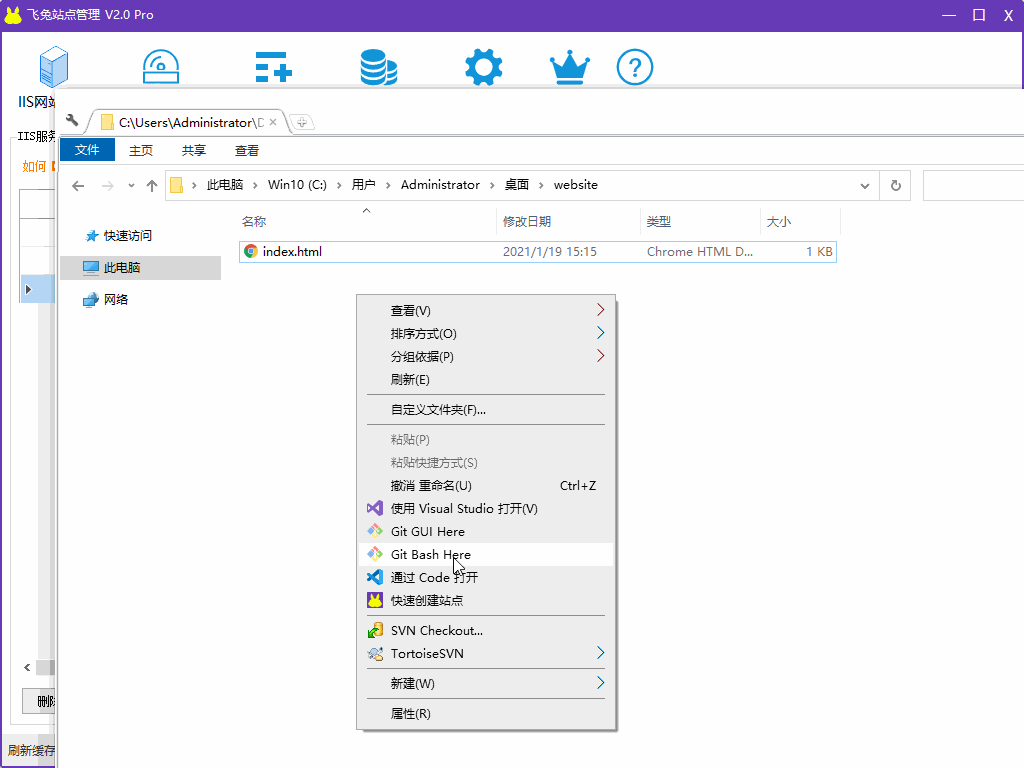 飞兔站点管理 V2.0 Pro
IIS网站
IIS服务
如何
C:\Users\Administrator\D
文件 主页 共享 查看
此电脑 Win10 (C:) 用户 Administrator 桌面 website
名称 修改日期 类型 大小
快速访问
此电脑
网络
index.html 2021/1/19 15:15 Chrome HTML D... 1 KB
查看(V)
排序方式(O)
分组依据(P)
刷新(E)
自定义文件夹(F)...
粘贴(P)
粘贴快捷方式(S)
撤消 重命名(U) Ctrl+Z
使用 Visual Studio 打开(V)
Git GUI Here
Git Bash Here
通过 Code 打开
快速创建站点
SVN Checkout...
TortoiseSVN
新建(W)
属性(R)
删除
刷新缓存